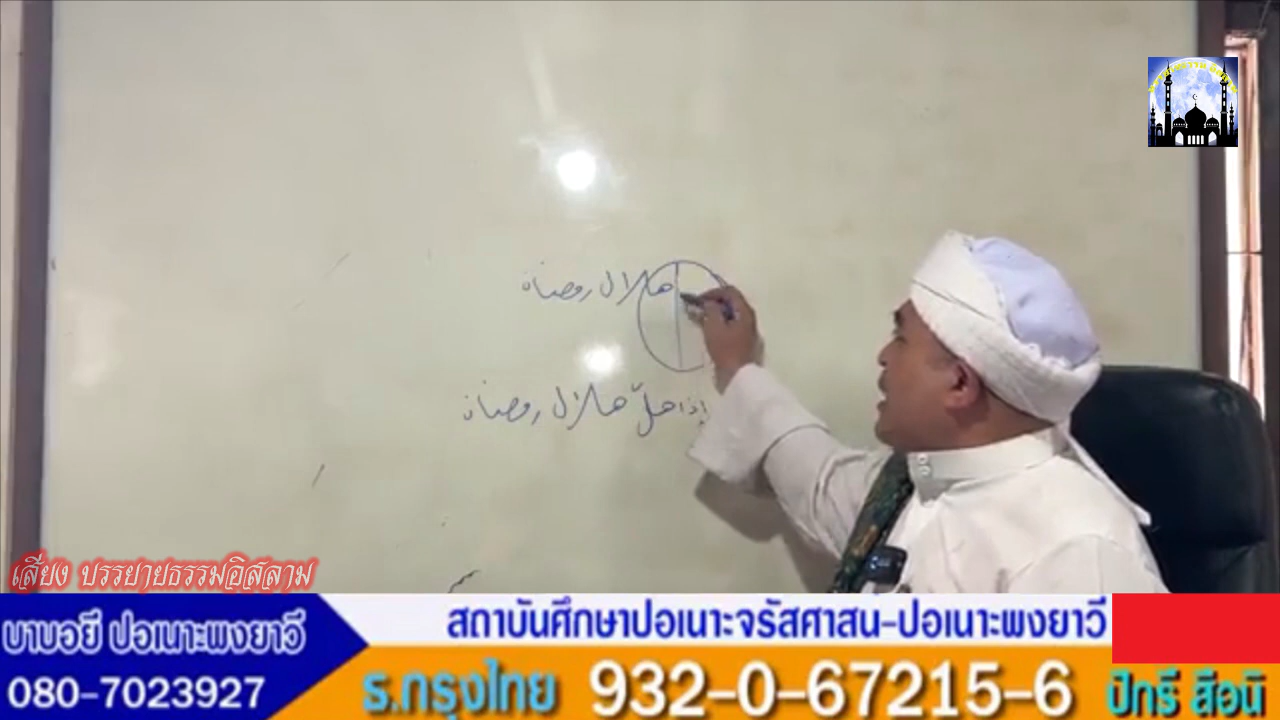 هلال رمضان
إذا هلّ هلال رمضان
เสียง บรรยายธรรมอิสลาม
บาบอยี ปอเนาะพงยาวี
080-7023927
สถาบันศึกษาปอเนาะจรัสศาสน-ปอเนาะพงยาวี
ธ.กรุงไทย 932-0-67215-6 ปัทรี สือนิ